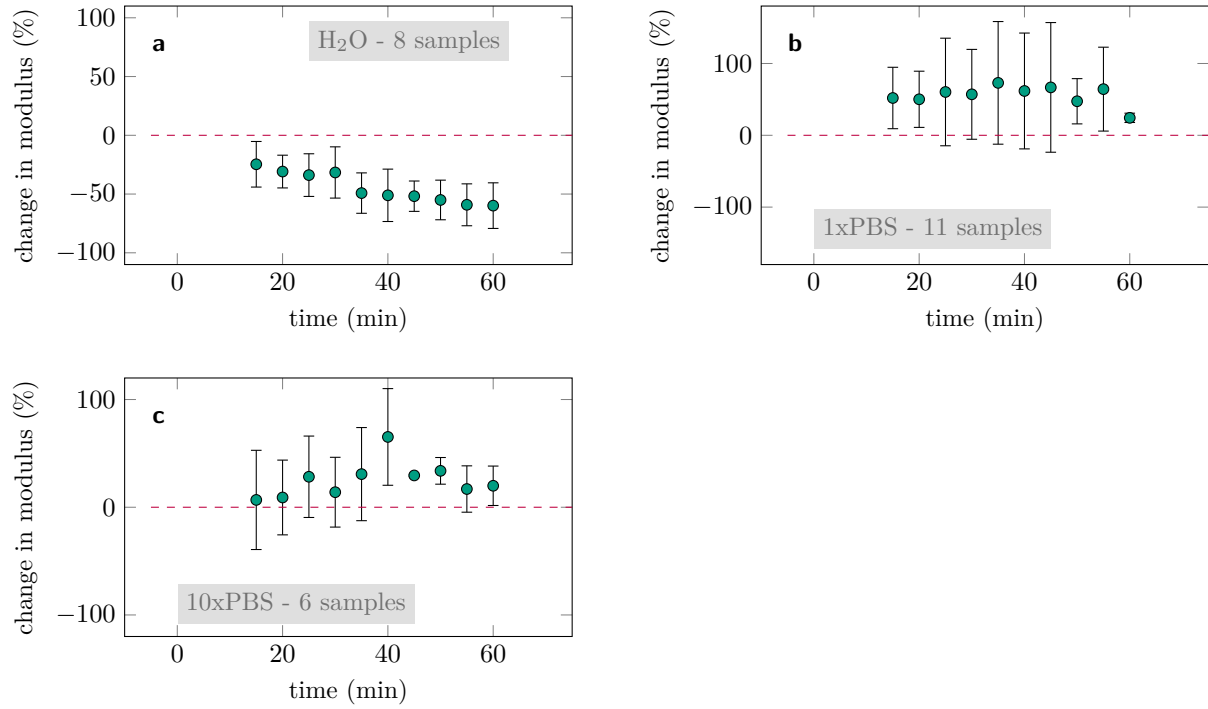 100
50
0
−50
−100
change in modulus (%)
a
H₂O - 8 samples
0
20
40
60
time (min)
100
0
−100
change in modulus (%)
b
1xPBS - 11 samples
0
20
40
60
time (min)
100
0
−100
change in modulus (%)
c
10xPBS - 6 samples
0
20
40
60
time (min)